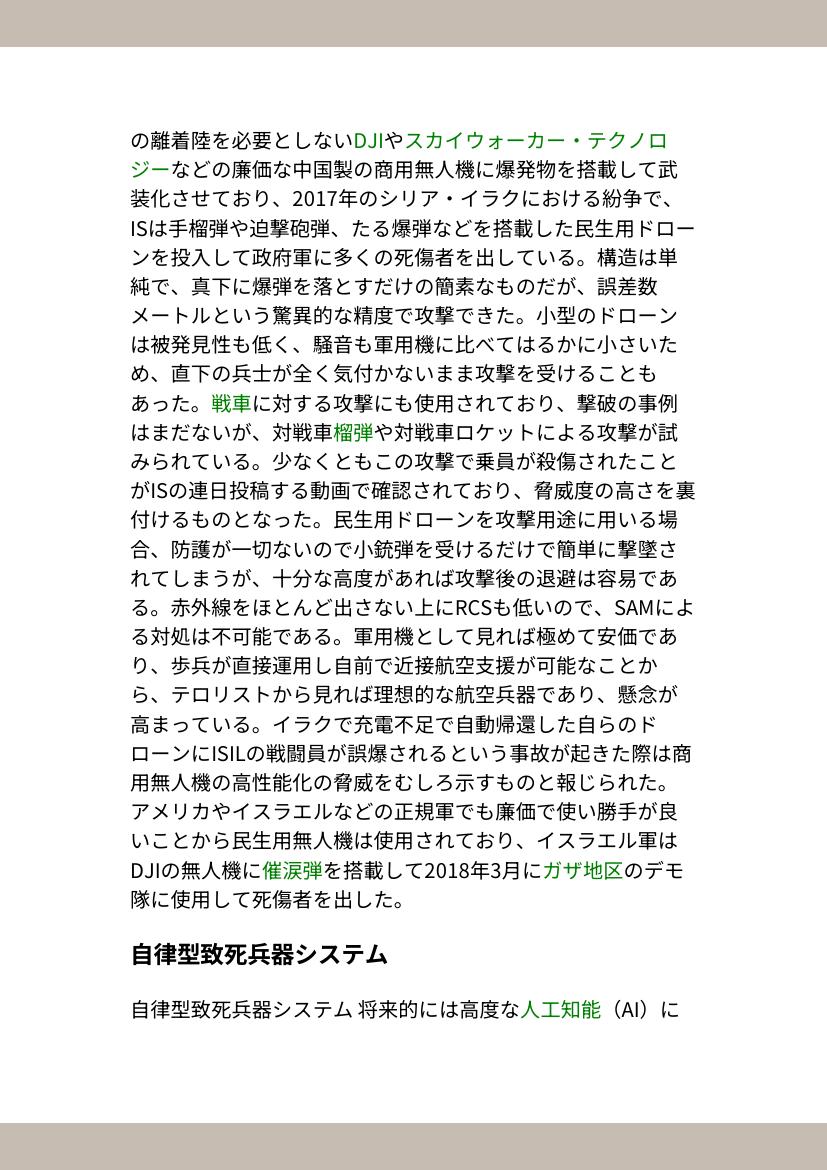 の離着陸を必要としないDJIやスカイウォーカー・テクノロ
ジーなどの廉価な中国製の商用無人機に爆発物を搭載して武
装化させており、2017年のシリア・イラクにおける紛争で、
ISは手榴弾や迫撃砲弾、たる爆弾などを搭載した民生用ドロー
ンを投入して政府軍に多くの死傷者を出している。構造は単
純で、真下に爆弾を落とすだけの簡素なものだが、誤差数
メートルという驚異的な精度で攻撃できた。小型のドローン
は被発見性も低く、騒音も軍用機に比べてはるかに小さいた
め、直下の兵士が全く気付かないまま攻撃を受けることも
あった。戦車に対する攻撃にも使用されており、撃破の事例
はまだないが、対戦車榴弾や対戦車ロケットによる攻撃が試
みられている。少なくともこの攻撃で乗員が殺傷されたこと
がISの連日投稿する動画で確認されており、脅威度の高さを裏
付けるものとなった。民生用ドローンを攻撃用途に用いる場
合、防護が一切ないので小銃弾を受けるだけで簡単に撃墜さ
れてしまうが、十分な高度があれば攻撃後の退避は容易であ
る。赤外線をほとんど出さない上にRCSも低いので、SAMによ
る対処は不可能である。軍用機として見れば極めて安価であ
り、歩兵が直接運用し自前で近接航空支援が可能なことか
ら、テロリストから見れば理想的な航空兵器であり、懸念が
高まっている。イラクで充電不足で自動帰還した自らのド
ローンにISILの戦闘員が誤爆されるという事故が起きた際は商
用無人機の高性能化の脅威をむしろ示すものと報じられた。
アメリカやイスラエルなどの正規軍でも廉価で使い勝手が良
いことから民生用無人機は使用されており、イスラエル軍は
DJIの無人機に催涙弾を搭載して2018年3月にガザ地区のデモ
隊に使用して死傷者を出した。
自律型致死兵器システム
自律型致死兵器システム 将来的には高度な人工知能（AI）に